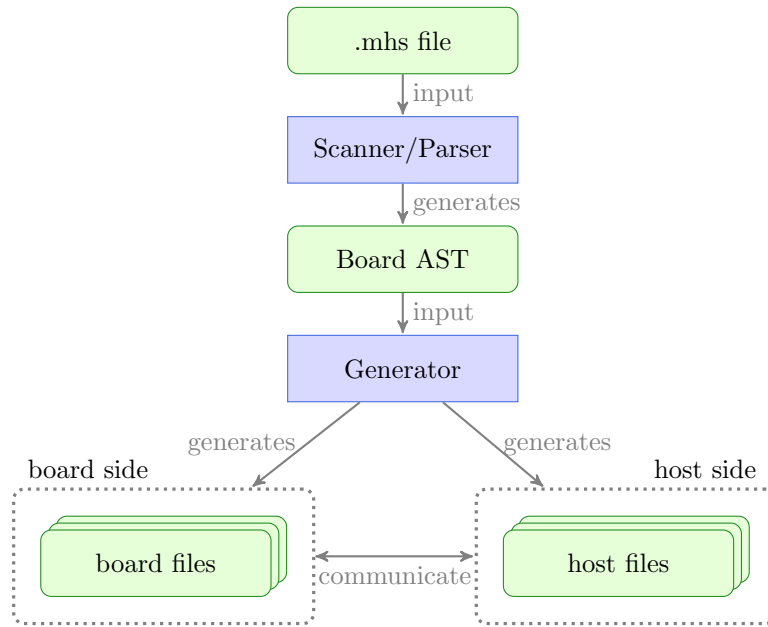 .mhs file
input
Scanner/Parser
generates
Board AST
input
Generator
generates
generates
board side
host side
board files
host files
communicate